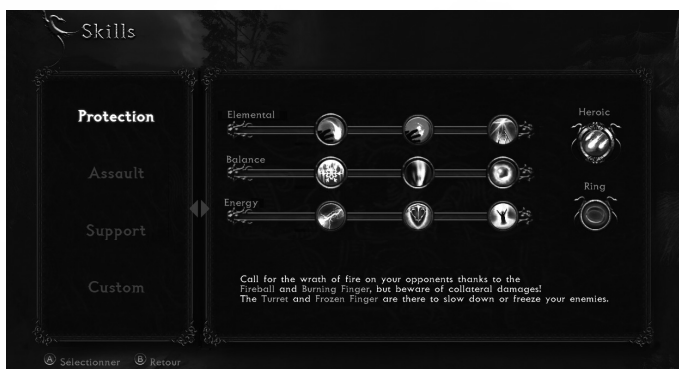 Skills
Protection
Assault
Support
Custom
Elemental
Balance
Energy
Heroic
Ring
Call for the wrath of fire on your opponents thanks to the
Fireball and Burning Finger, but beware of collateral damages!
The Turret and Frozen Finger are there to slow down or freeze your enemies.
A Sélectionner B Retour